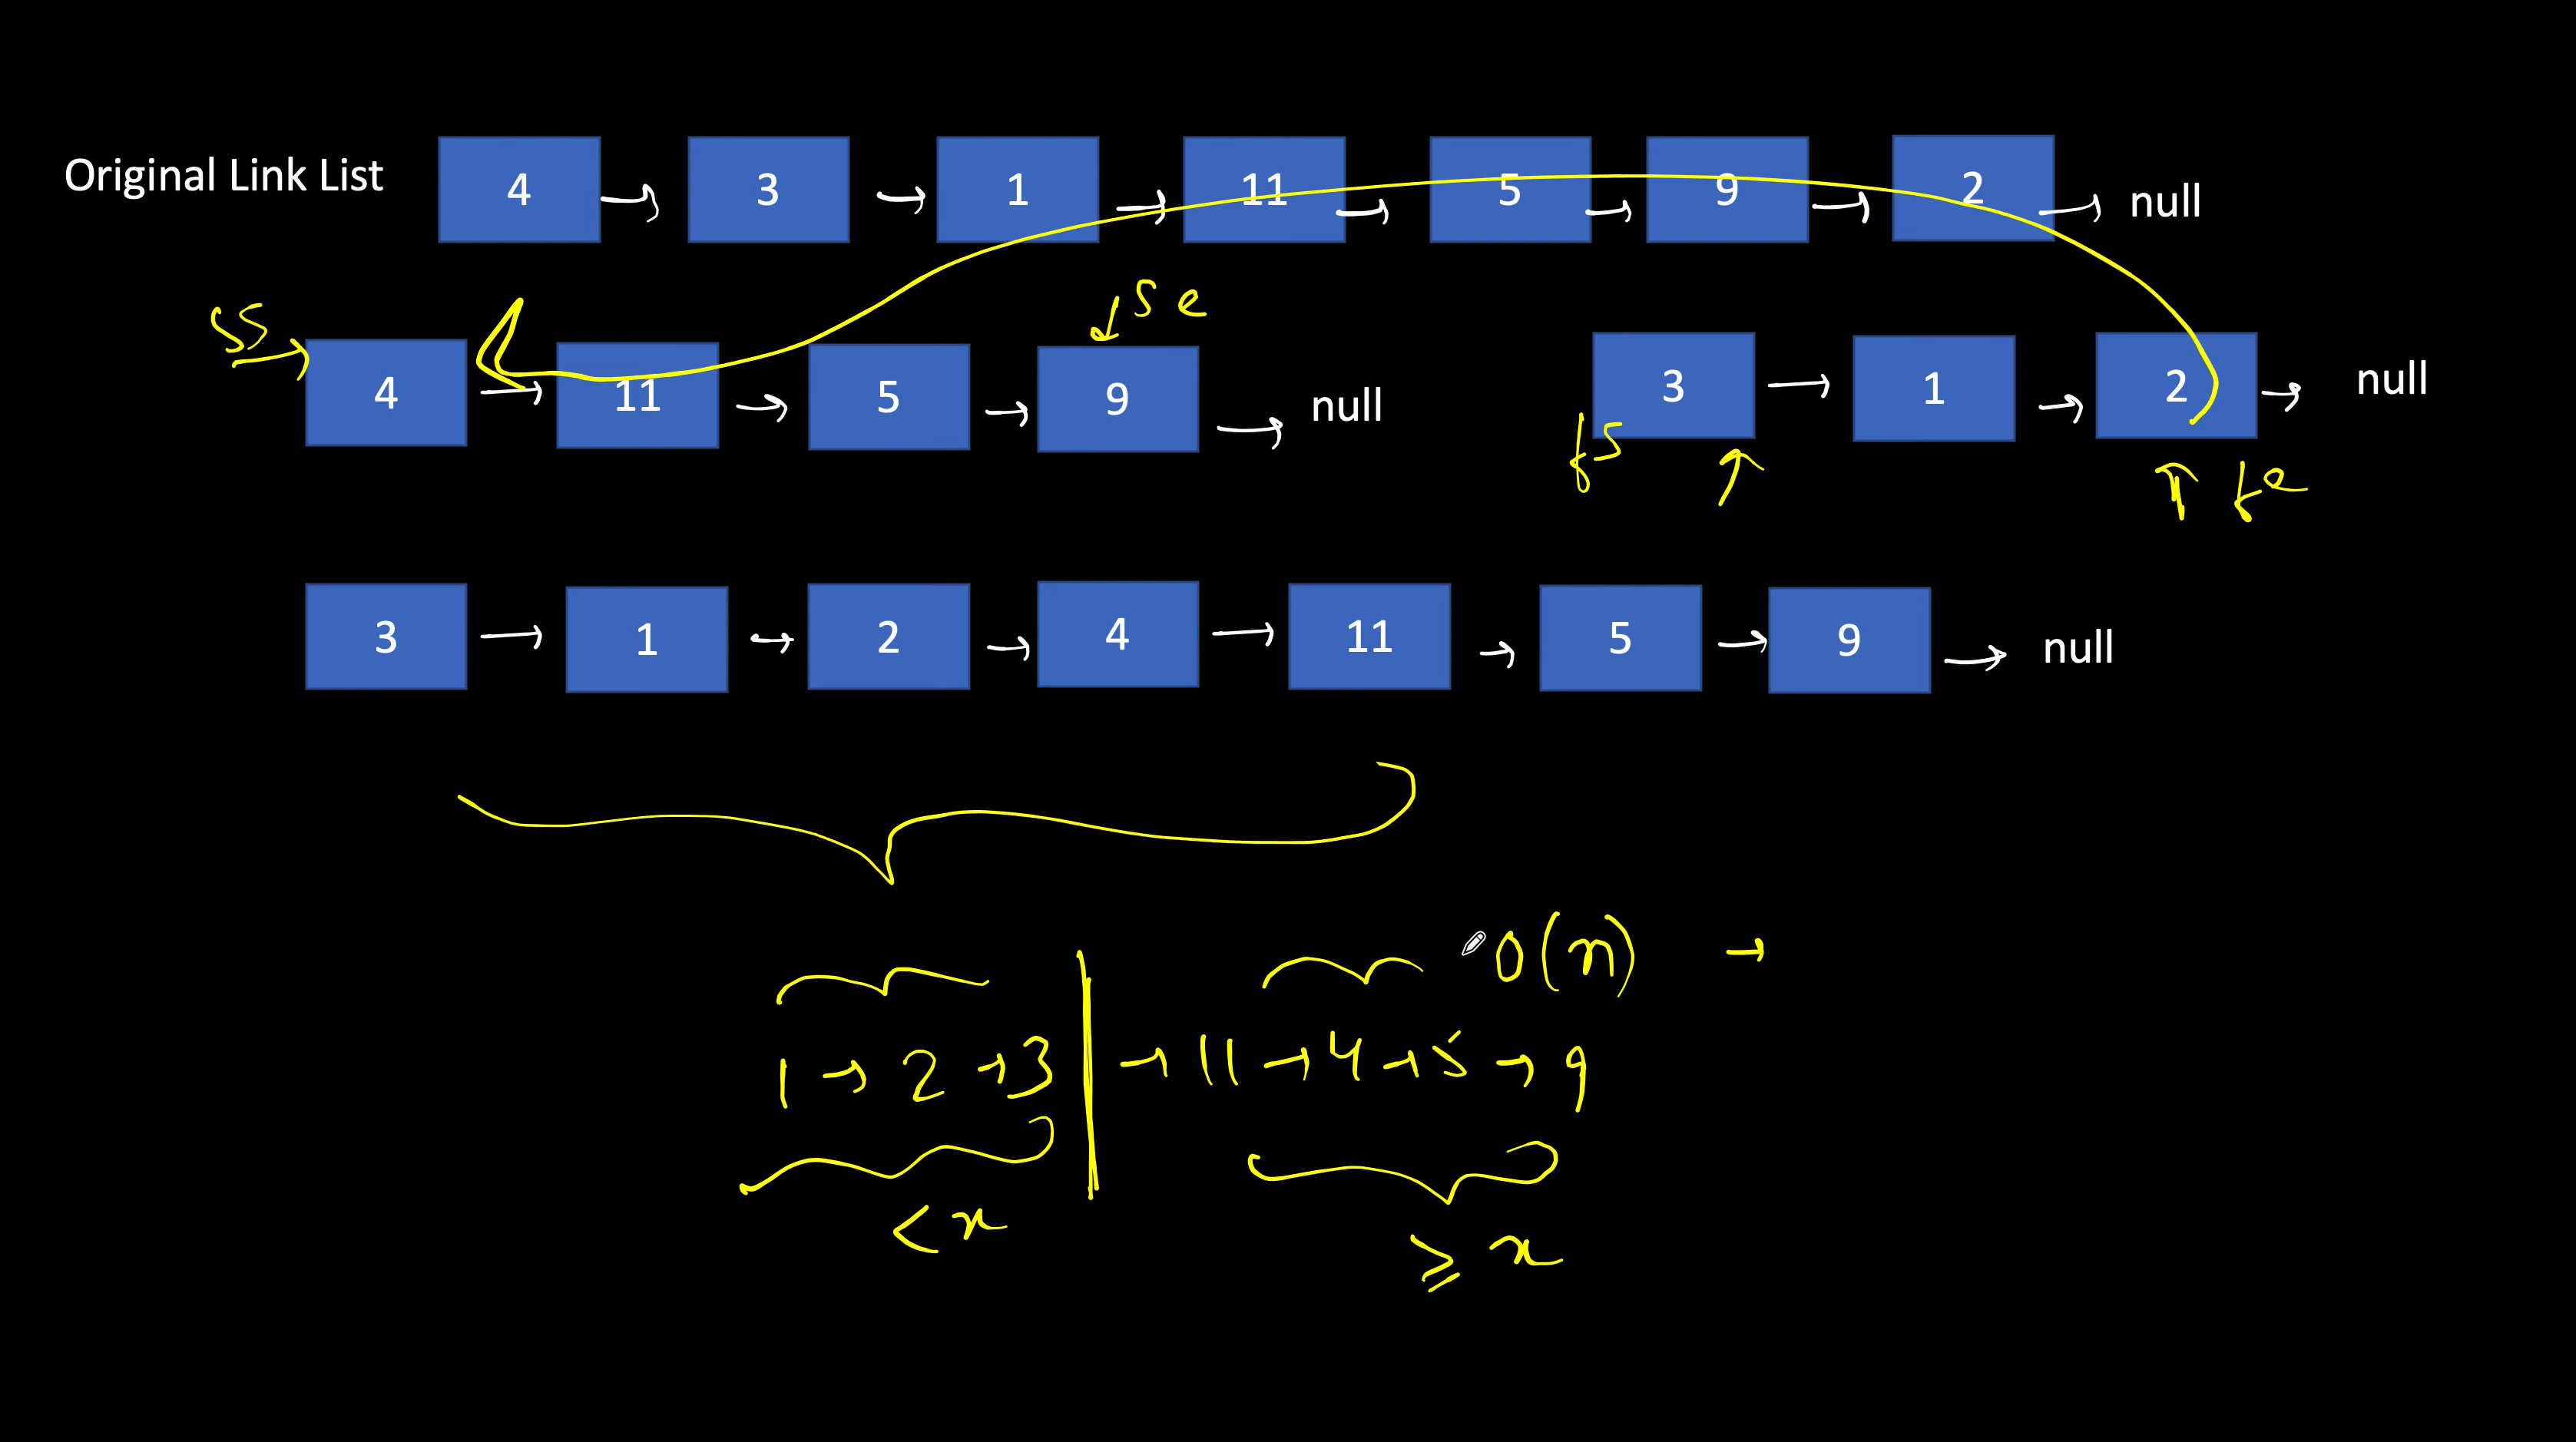 Original Link List 4 → 3 → 1 → 11 → 5 → 9 → 2 → null
se
ss → 4 → 11 → 5 → 9 → null
3 → 1 → 2 → null
fs fe
3 → 1 → 2 → 4 → 11 → 5 → 9 → null
O(n) →
1 → 2 → 3 | → 11 → 4 → 5 → 9
< x
≥ x